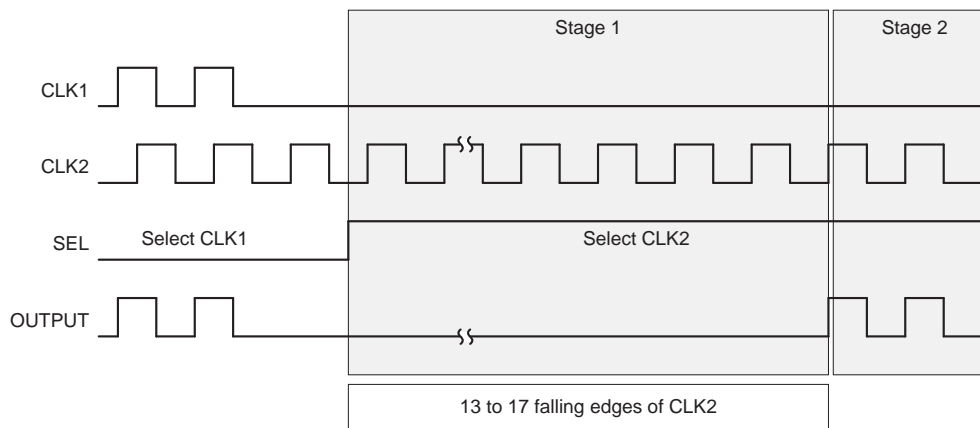 Stage 1
Stage 2
CLK1
CLK2
SEL
Select CLK1
Select CLK2
OUTPUT
13 to 17 falling edges of CLK2